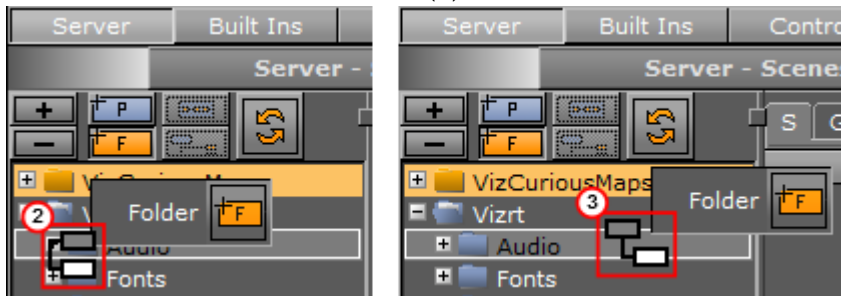 Server Built Ins
Server -
P
F
Folder F
2
Audio
Fonts
Server Built Ins Contro
Server - Scene
P
F
S G
VizCuriousMaps
3
Folder F
Vizrt
Audio
Fonts